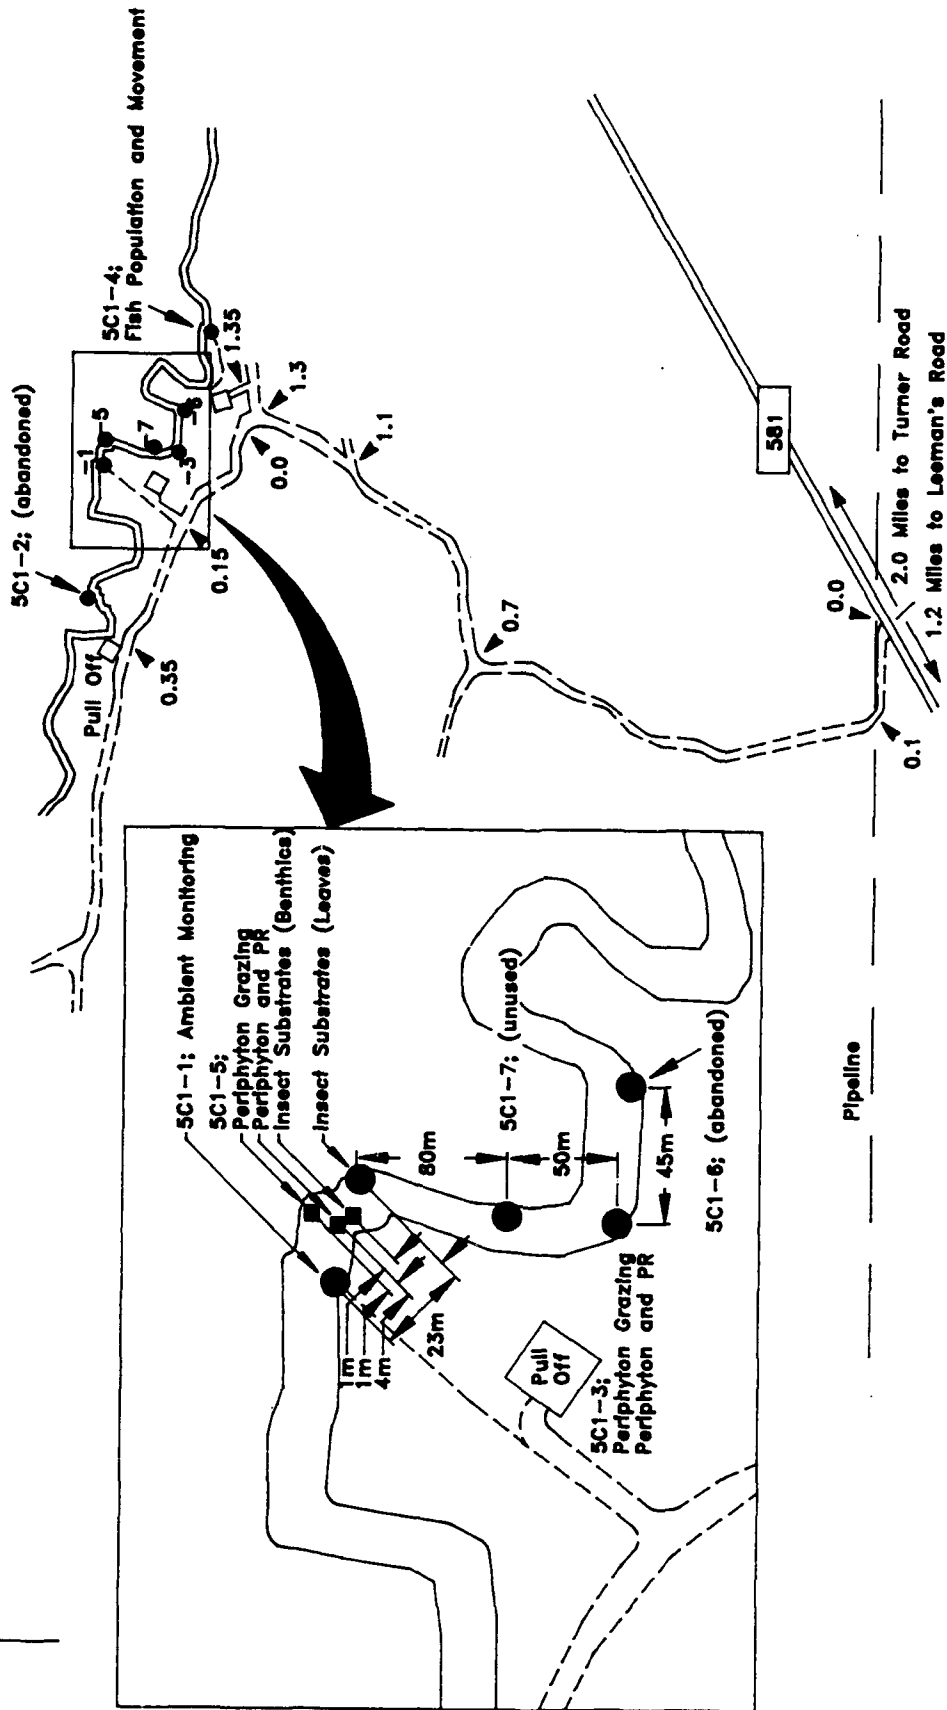 5C1-2; (abandoned)
5C1-4;
Fish Population and Movement
-1
-5
-7
-3
-6
Pull Off
0.35
0.15
0.0
1.35
1.3
1.1
0.7
581
0.0
0.1
2.0 Miles to Turner Road
1.2 Miles to Leeman's Road
Pipeline
5C1-1; Ambient Monitoring
5C1-5;
Periphyton Grazing
Periphyton and PR
Insect Substrates (Benthics)
Insect Substrates (Leaves)
1m
1m
4m
23m
80m
5C1-7; (unused)
50m
45m
5C1-6; (abandoned)
Pull
Off
5C1-3;
Periphyton Grazing
Periphyton and PR